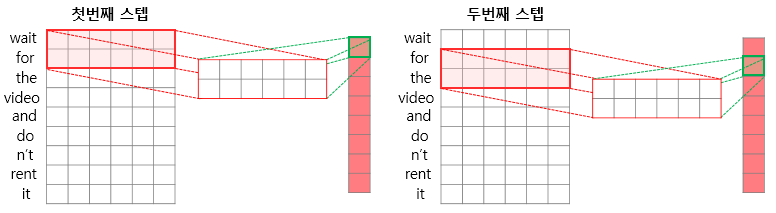 첫번째 스텝
wait
for
the
video
and
do
n't
rent
it
두번째 스텝
wait
for
the
video
and
do
n't
rent
it